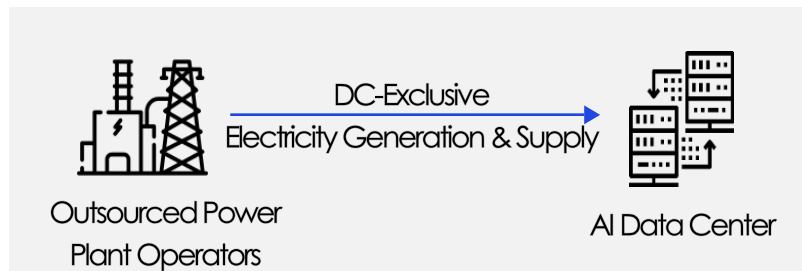 DC-Exclusive
Electricity Generation & Supply
Outsourced Power
Plant Operators
AI Data Center